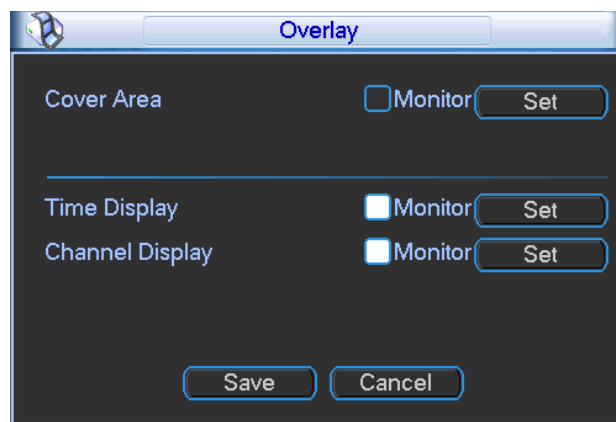 Overlay
Cover Area Monitor Set
Time Display Monitor Set
Channel Display Monitor Set
Save Cancel